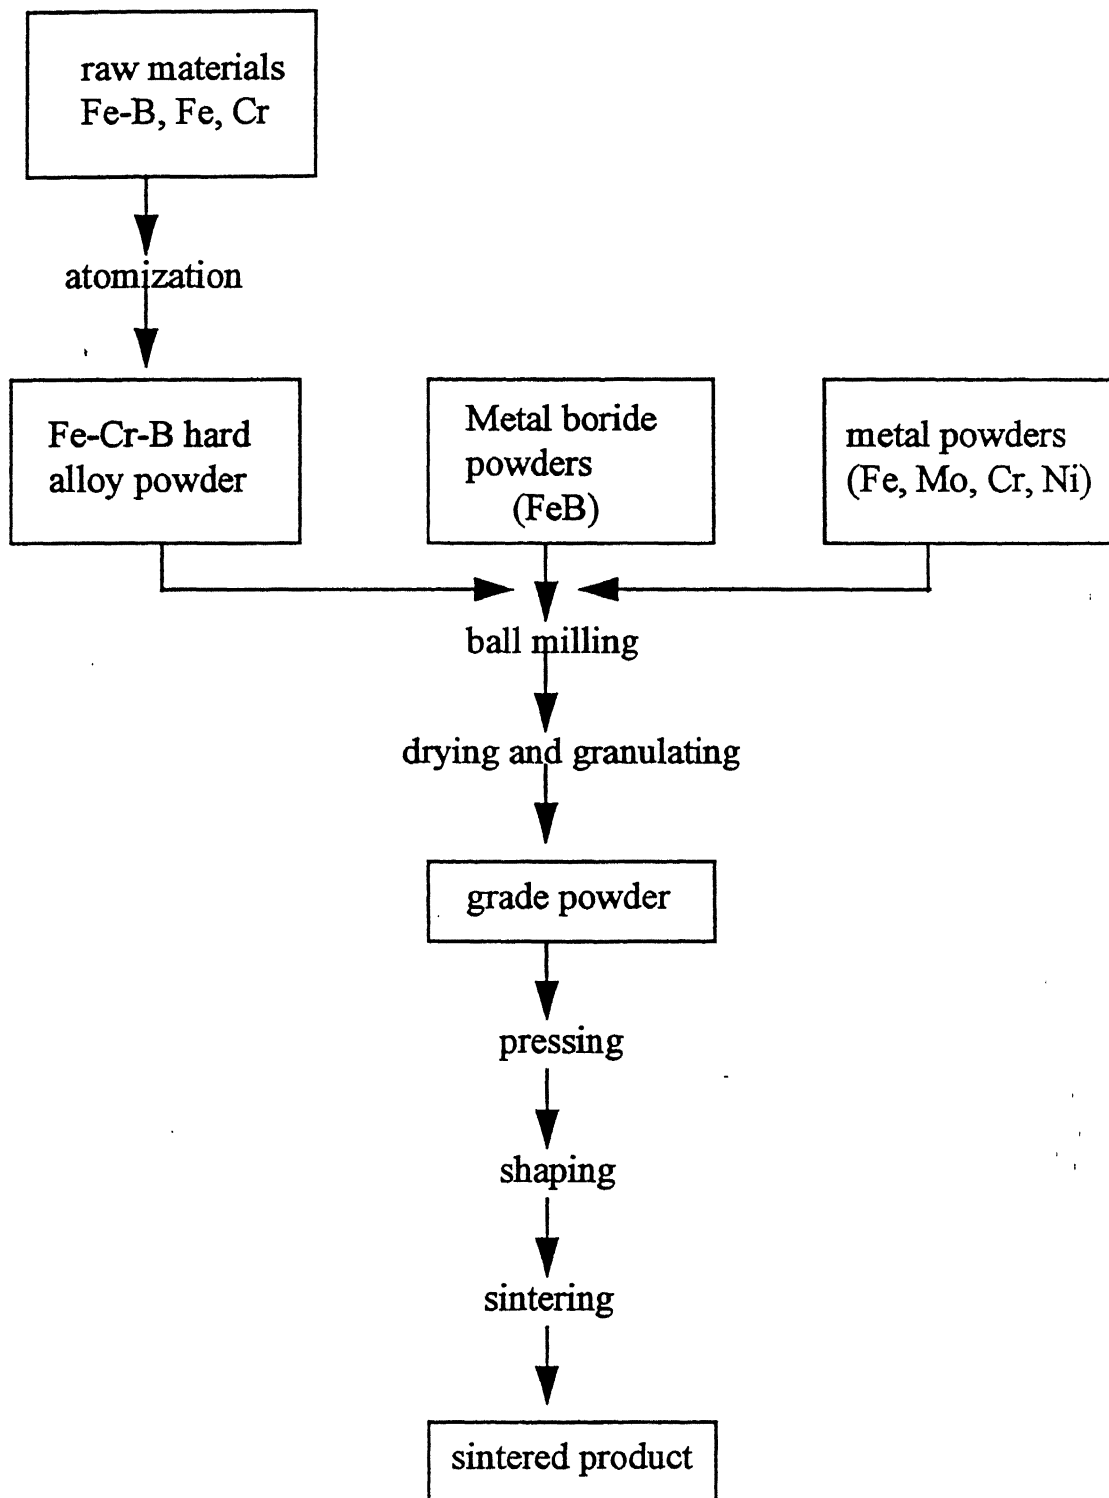 raw materials
Fe-B, Fe, Cr
atomization
Fe-Cr-B hard
alloy powder
Metal boride
powders
(FeB)
metal powders
(Fe, Mo, Cr, Ni)
ball milling
drying and granulating
grade powder
pressing
shaping
sintering
sintered product